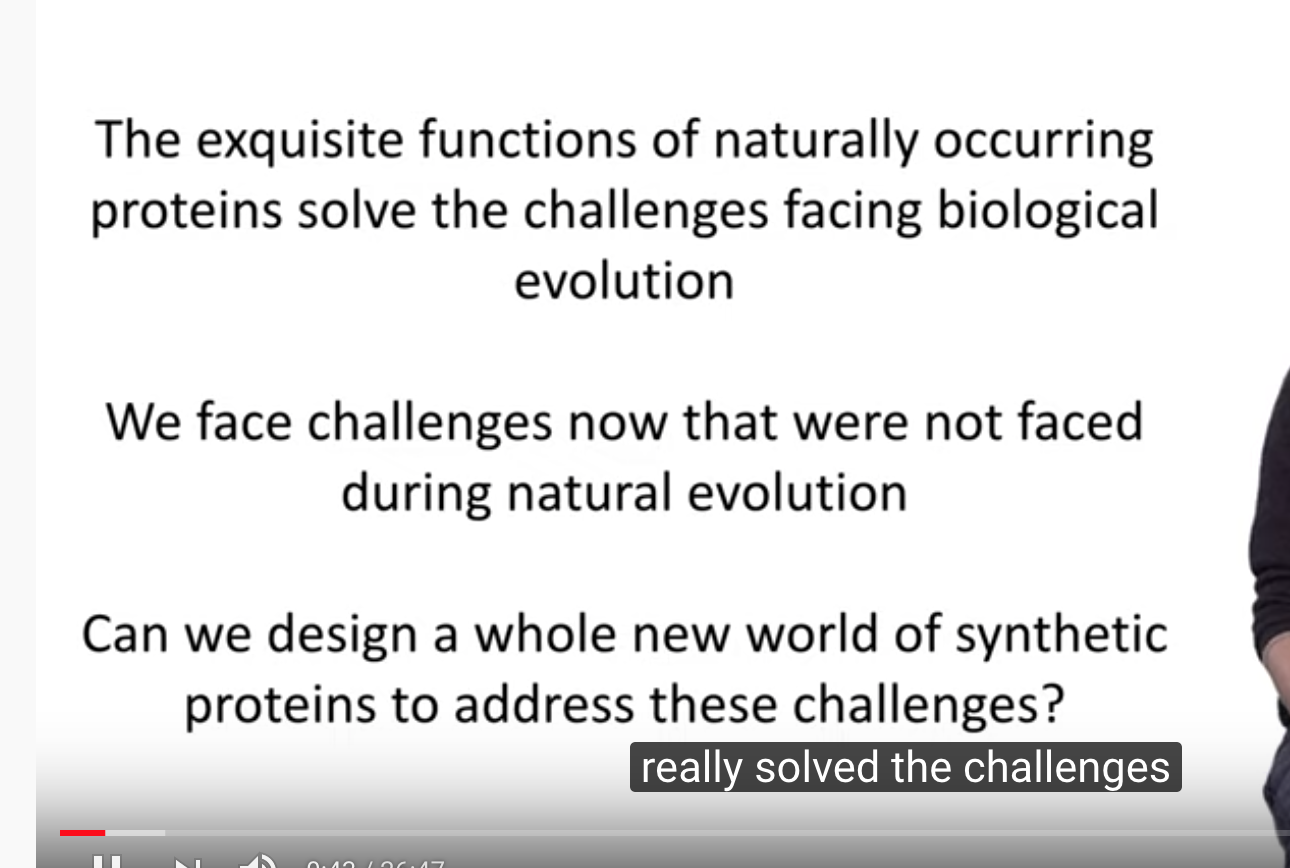 The exquisite functions of naturally occurring
proteins solve the challenges facing biological
evolution
We face challenges now that were not faced
during natural evolution
Can we design a whole new world of synthetic
proteins to address these challenges?
really solved the challenges